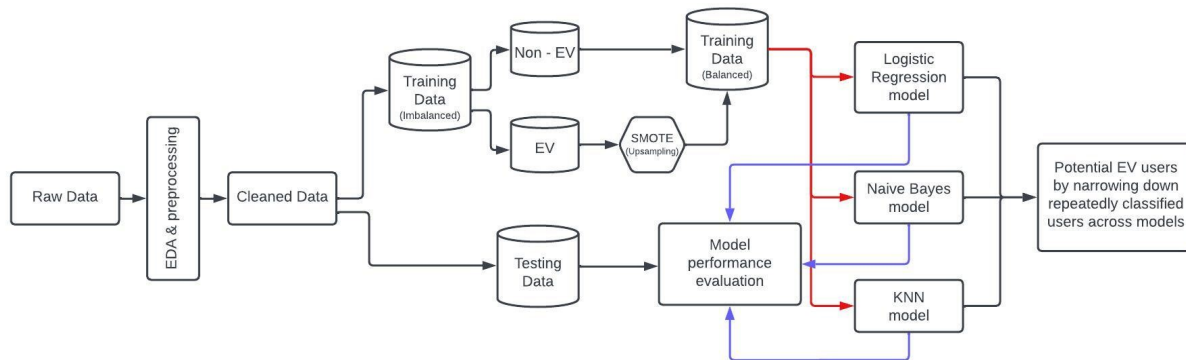 Raw Data
EDA & preprocessing
Cleaned Data
Training
Data
(Imbalanced)
Non - EV
EV
SMOTE
(Upsampling)
Training
Data
(Balanced)
Testing
Data
Model
performance
evaluation
Logistic
Regression
model
Naive Bayes
model
KNN
model
Potential EV users
by narrowing down
repeatedly classified
users across models